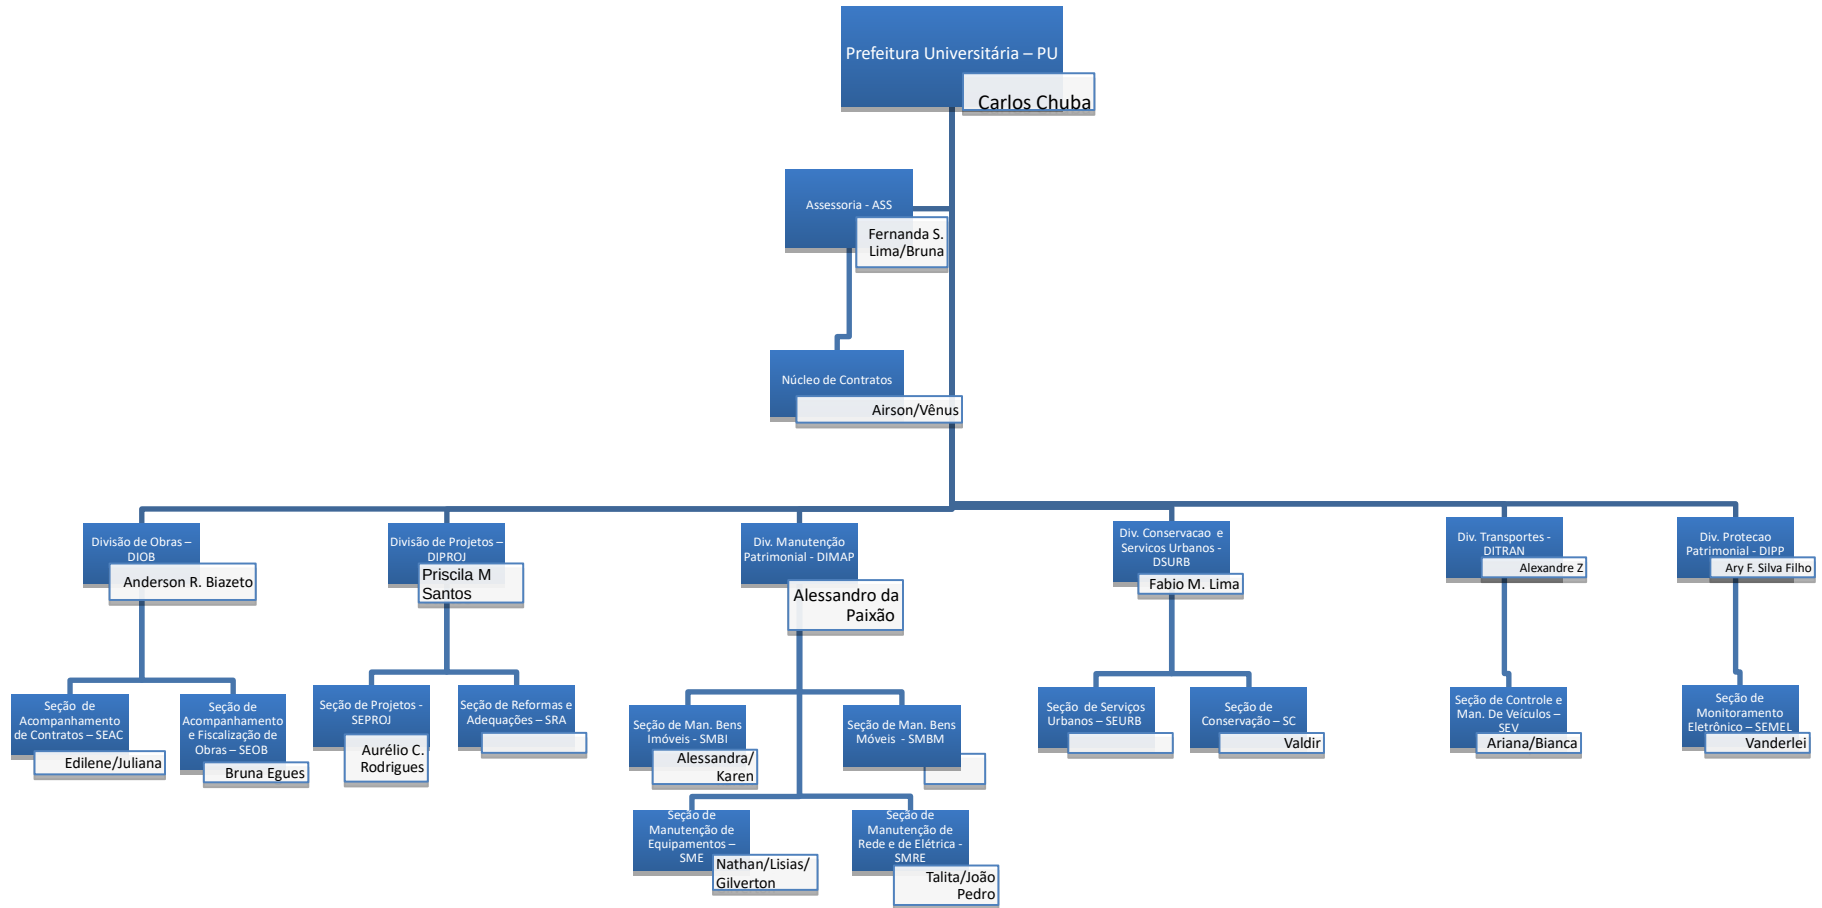 Prefeitura Universitária – PU
Carlos Chuba
Assessoria - ASS
Fernanda S.
Lima/Bruna
Núcleo de Contratos
Airson/Vênus
Divisão de Obras –
DIOB
Anderson R. Biazeto
Divisão de Projetos –
DIPROJ
Priscila M
Santos
Div. Manutenção
Patrimonial - DIMAP
Alessandro da
Paixão
Div. Conservacao e
Servicos Urbanos -
DSURB
Fabio M. Lima
Div. Transportes -
DITRAN
Alexandre Z
Div. Protecao
Patrimonial - DIPP
Ary F. Silva Filho
Seção de
Acompanhamento
de Contratos – SEAC
Edilene/Juliana
Seção de
Acompanhamento
e Fiscalização de
Obras – SEOB
Bruna Egues
Seção de Projetos -
SEPROJ
Aurélio C.
Rodrigues
Seção de Reformas e
Adequações – SRA
Seção de Man. Bens
Imóveis - SMBI
Alessandra/
Karen
Seção de Man. Bens
Móveis - SMBM
Seção de Serviços
Urbanos – SEURB
Seção de
Conservação – SC
Valdir
Seção de Controle e
Man. De Veículos –
SEV
Ariana/Bianca
Seção de
Monitoramento
Eletrônico – SEMEL
Vanderlei
Seção de
Manutenção de
Equipamentos –
SME
Nathan/Lisias/
Gilverton
Seção de
Manutenção de
Rede e de Elétrica -
SMRE
Talita/João
Pedro